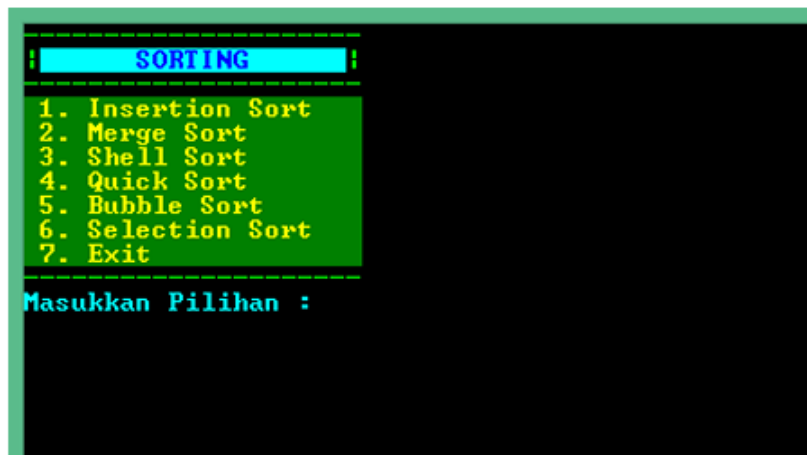 SORTING
1. Insertion Sort
2. Merge Sort
3. Shell Sort
4. Quick Sort
5. Bubble Sort
6. Selection Sort
7. Exit
Masukkan Pilihan :